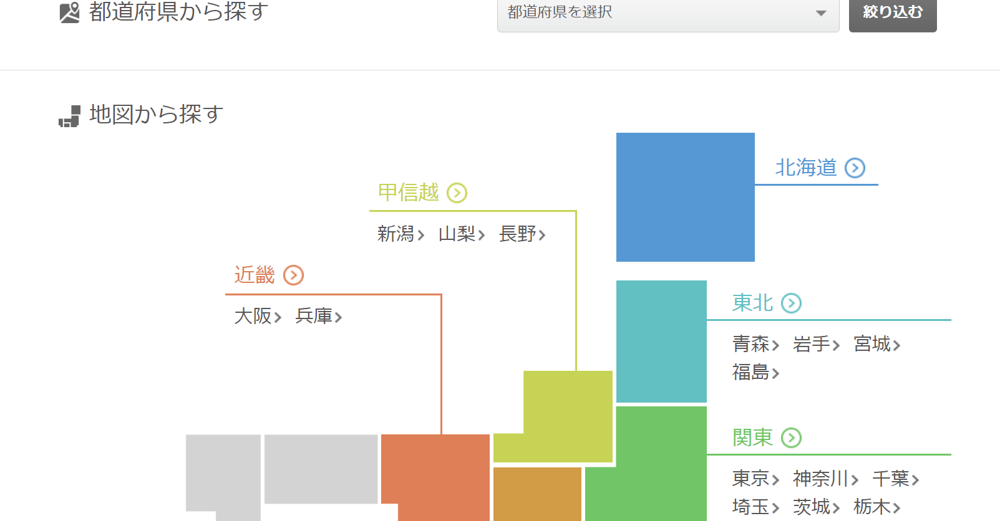 都道府県から探す
都道府県を選択
絞り込む
地図から探す
北海道
甲信越
新潟 山梨 長野
近畿
大阪 兵庫
東北
青森 岩手 宮城
福島
関東
東京 神奈川 千葉
埼玉 茨城 栃木